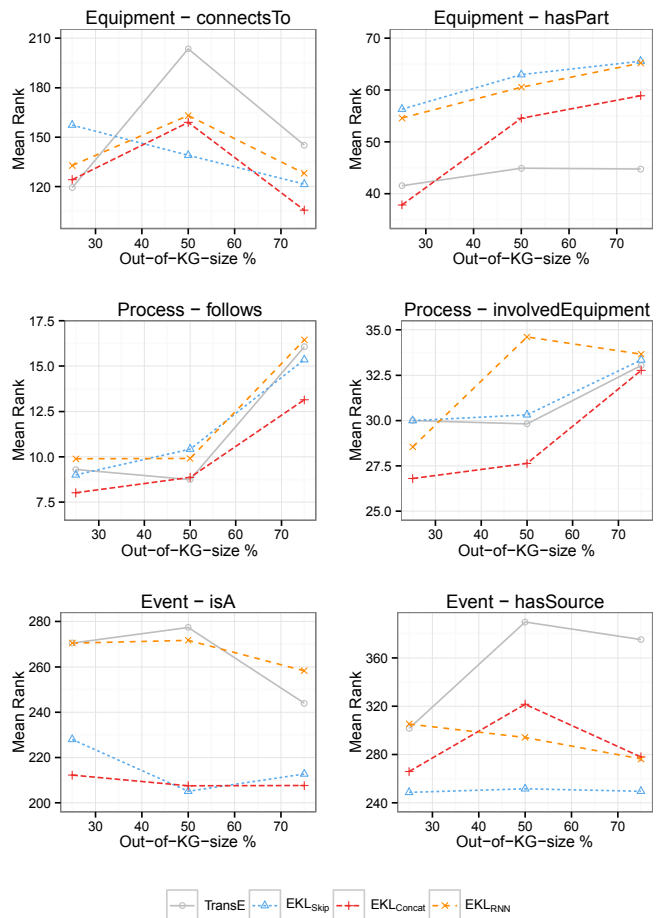 Equipment − connectsTo
Equipment − hasPart
210
180
150
120
Mean Rank
30 40 50 60 70
Out−of−KG−size %
70
60
50
40
Mean Rank
30 40 50 60 70
Out−of−KG−size %
Process − follows
Process − involvedEquipment
17.5
15.0
12.5
10.0
7.5
Mean Rank
30 40 50 60 70
Out−of−KG−size %
35.0
32.5
30.0
27.5
25.0
Mean Rank
30 40 50 60 70
Out−of−KG−size %
Event − isA
Event − hasSource
280
260
240
220
200
Mean Rank
30 40 50 60 70
Out−of−KG−size %
360
320
280
240
Mean Rank
30 40 50 60 70
Out−of−KG−size %
TransE EKLSkip EKLConcat EKLRNN